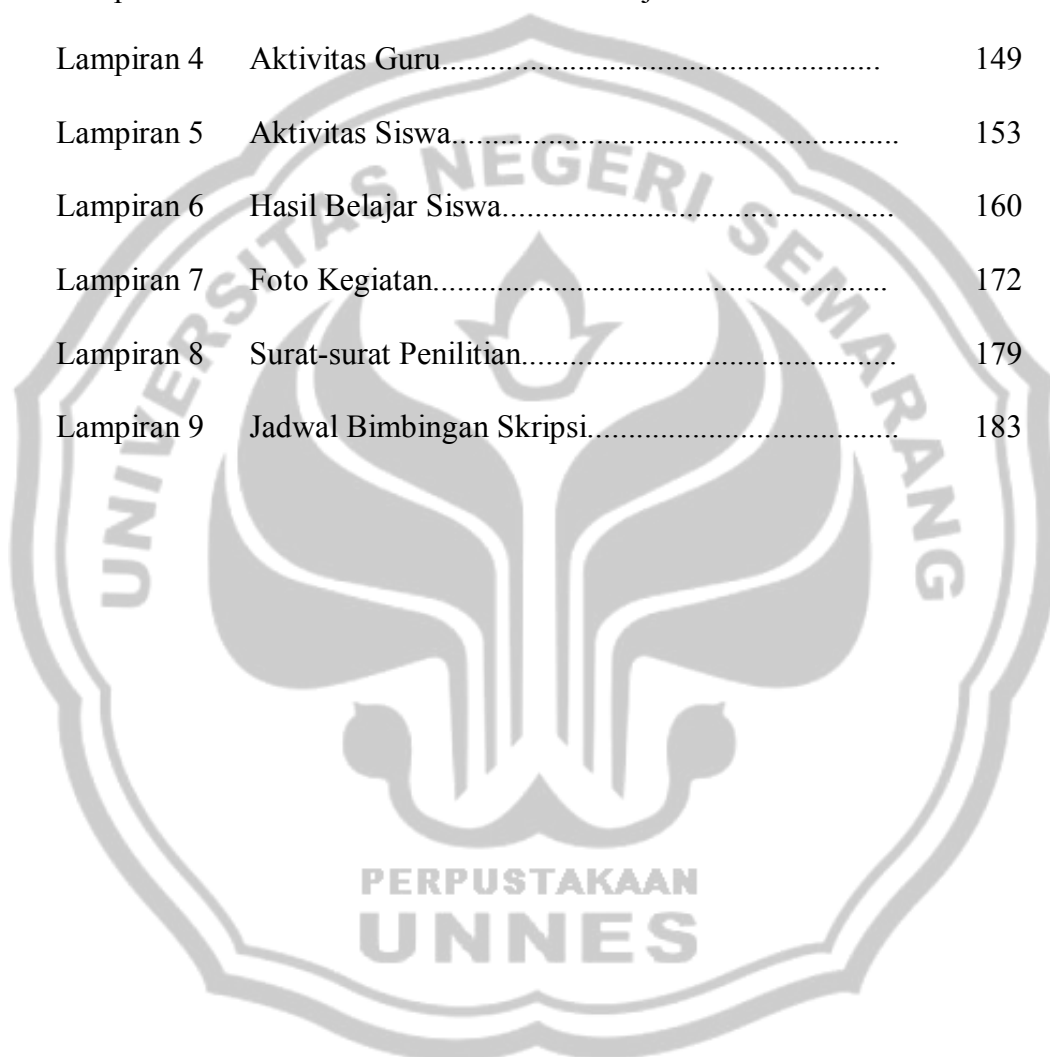 Lampiran 4 Aktivitas Guru...................................................... 149
Lampiran 5 Aktivitas Siswa...................................................... 153
Lampiran 6 Hasil Belajar Siswa................................................ 160
Lampiran 7 Foto Kegiatan....................................................... 172
Lampiran 8 Surat-surat Penilitian.............................................. 179
Lampiran 9 Jadwal Bimbingan Skripsi...................................... 183
UNIVERSITAS NEGERI SEMARANG
PERPUSTAKAAN
UNNES